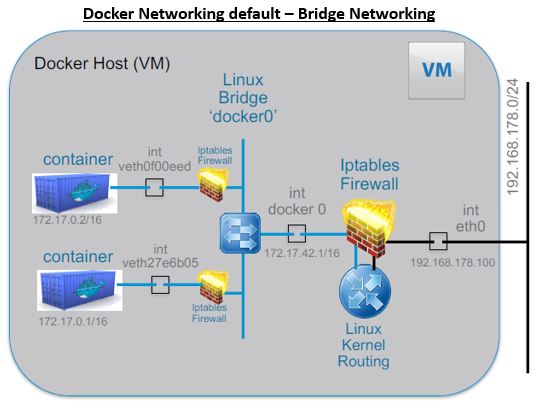 Docker Networking default – Bridge Networking
Docker Host (VM)
VM
Linux
Bridge
‘docker0’
192.168.178.0/24
container
int
veth0f00eed
Iptables
Firewall
172.17.0.2/16
Iptables
Firewall
int
docker 0
172.17.42.1/16
int
eth0
192.168.178.100
container
int
veth27e6b05
172.17.0.1/16
Iptables
Firewall
Linux
Kernel
Routing